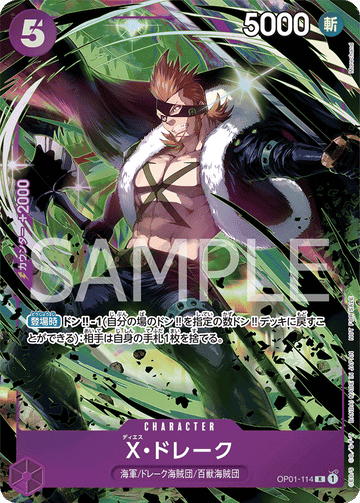 5
5000
斬
カウンター+2000
SAMPLE
登場時 ドン!!-1(自分の場のドン!!を指定の数ドン!!デッキに戻すこ
とができる):相手は自身の手札1枚を捨てる。
CHARACTER
ディエス
X・ドレーク
海軍/ドレーク海賊団/百獣海賊団
OP01-114 R 1